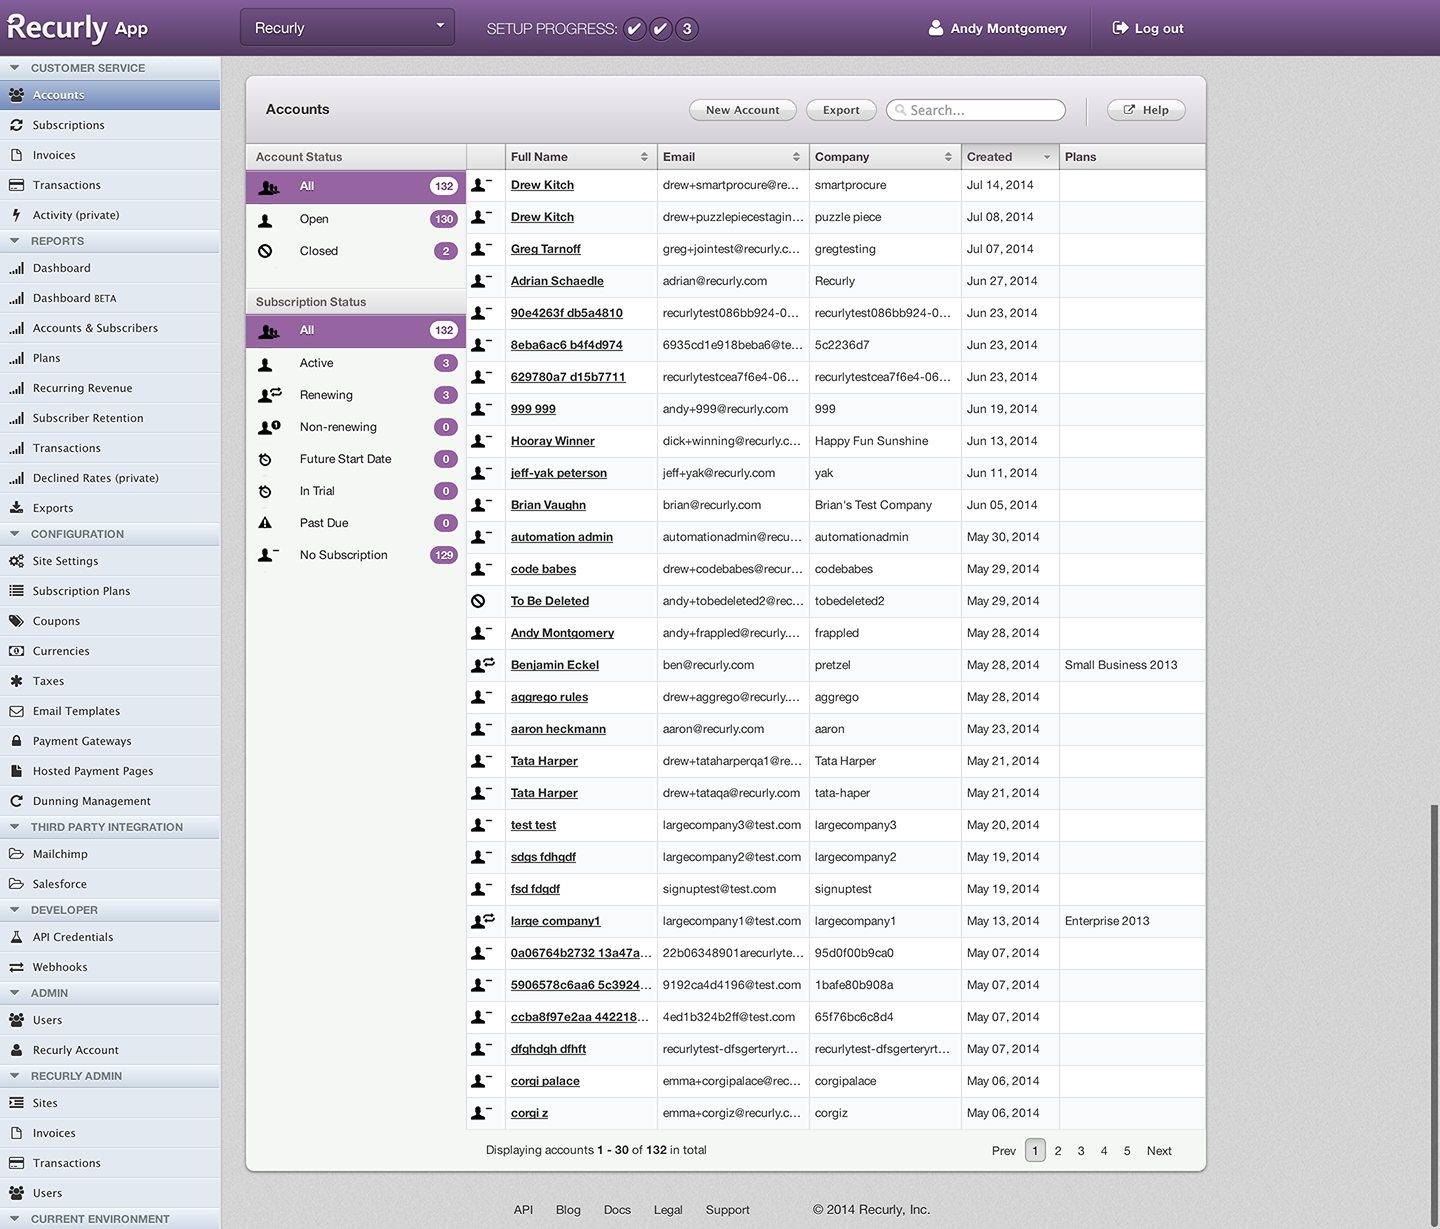 Recurly App
Recurly
SETUP PROGRESS: 3
Andy Montgomery
Log out
CUSTOMER SERVICE
Accounts
Subscriptions
Invoices
Transactions
Activity (private)
REPORTS
Dashboard
Dashboard BETA
Accounts & Subscribers
Plans
Recurring Revenue
Subscriber Retention
Transactions
Declined Rates (private)
Exports
CONFIGURATION
Site Settings
Subscription Plans
Coupons
Currencies
Taxes
Email Templates
Payment Gateways
Hosted Payment Pages
Dunning Management
THIRD PARTY INTEGRATION
Mailchimp
Salesforce
DEVELOPER
API Credentials
Webhooks
ADMIN
Users
Recurly Account
RECURLY ADMIN
Sites
Invoices
Transactions
Users
CURRENT ENVIRONMENT
Accounts
New Account
Export
Search...
Help
Account Status
All 132
Open 130
Closed 2
Subscription Status
All 132
Active 3
Renewing 3
Non-renewing 0
Future Start Date 0
In Trial 0
Past Due 0
No Subscription 129
Full Name Email Company Created Plans
Drew Kitch drew+smartprocure@re... smartprocure Jul 14, 2014
Drew Kitch drew+puzzlepiecestagin... puzzle piece Jul 08, 2014
Greg Tarnoff greg+jointest@recurly.c... gregtesting Jul 07, 2014
Adrian Schaedle adrian@recurly.com Recurly Jun 27, 2014
90e4263f db5a4810 recurlytest086bb924-0... recurlytest086bb924-0... Jun 23, 2014
8eba6ac6 b4f4d974 6935cd1e918beba6@te... 5c2236d7 Jun 23, 2014
629780a7 d15b7711 recurlytestcea7f6e4-06... recurlytestcea7f6e4-06... Jun 23, 2014
999 999 andy+999@recurly.com 999 Jun 19, 2014
Hooray Winner dick+winning@recurly.c... Happy Fun Sunshine Jun 13, 2014
jeff-yak peterson jeff+yak@recurly.com yak Jun 11, 2014
Brian Vaughn brian@recurly.com Brian's Test Company Jun 05, 2014
automation admin automationadmin@recu... automationadmin May 30, 2014
code babes drew+codebabes@recur... codebabes May 29, 2014
To Be Deleted andy+tobedeleted2@rec... tobedeleted2 May 29, 2014
Andy Montgomery andy+frappled@recurly.... frappled May 28, 2014
Benjamin Eckel ben@recurly.com pretzel May 28, 2014 Small Business 2013
aggrego rules drew+aggrego@recurly.... aggrego May 28, 2014
aaron heckmann aaron@recurly.com aaron May 23, 2014
Tata Harper drew+tataharperqa1@re... Tata Harper May 21, 2014
Tata Harper drew+tataqa@recurly.com tata-haper May 21, 2014
test test largecompany3@test.com largecompany3 May 20, 2014
sdgs fdhgdf largecompany2@test.com largecompany2 May 19, 2014
fsd fdgdf signuptest@test.com signuptest May 19, 2014
large company1 largecompany1@test.com largecompany1 May 13, 2014 Enterprise 2013
0a06764b2732 13a47a... 22b06348901arecurlyte... 95d0f00b9ca0 May 07, 2014
5906578c6aa6 5c3924... 9192ca4d4196@test.com 1bafe80b908a May 07, 2014
ccba8f97e2aa 442218... 4ed1b324b2ff@test.com 65f76bc6c8d4 May 07, 2014
dfghdgh dfhft recurlytest-dfsgerteryrt... recurlytest-dfsgerteryrt... May 07, 2014
corgi palace emma+corgipalace@rec... corgipalace May 06, 2014
corgi z emma+corgiz@recurly.c... corgiz May 06, 2014
Displaying accounts 1 - 30 of 132 in total
Prev 1 2 3 4 5 Next
API Blog Docs Legal Support © 2014 Recurly, Inc.